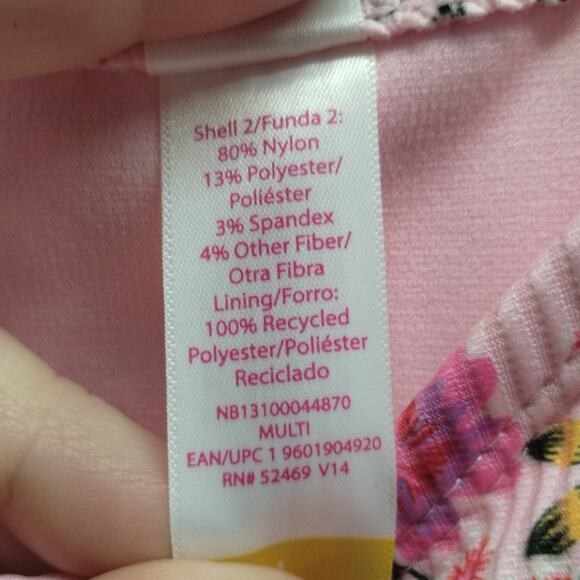 Shell 2/Funda 2:
80% Nylon
13% Polyester/
Poliéster
3% Spandex
4% Other Fiber/
Otra Fibra
Lining/Forro:
100% Recycled
Polyester/Poliéster
Reciclado
NB13100044870
MULTI
EAN/UPC 1 9601904920
RN# 52469 V14